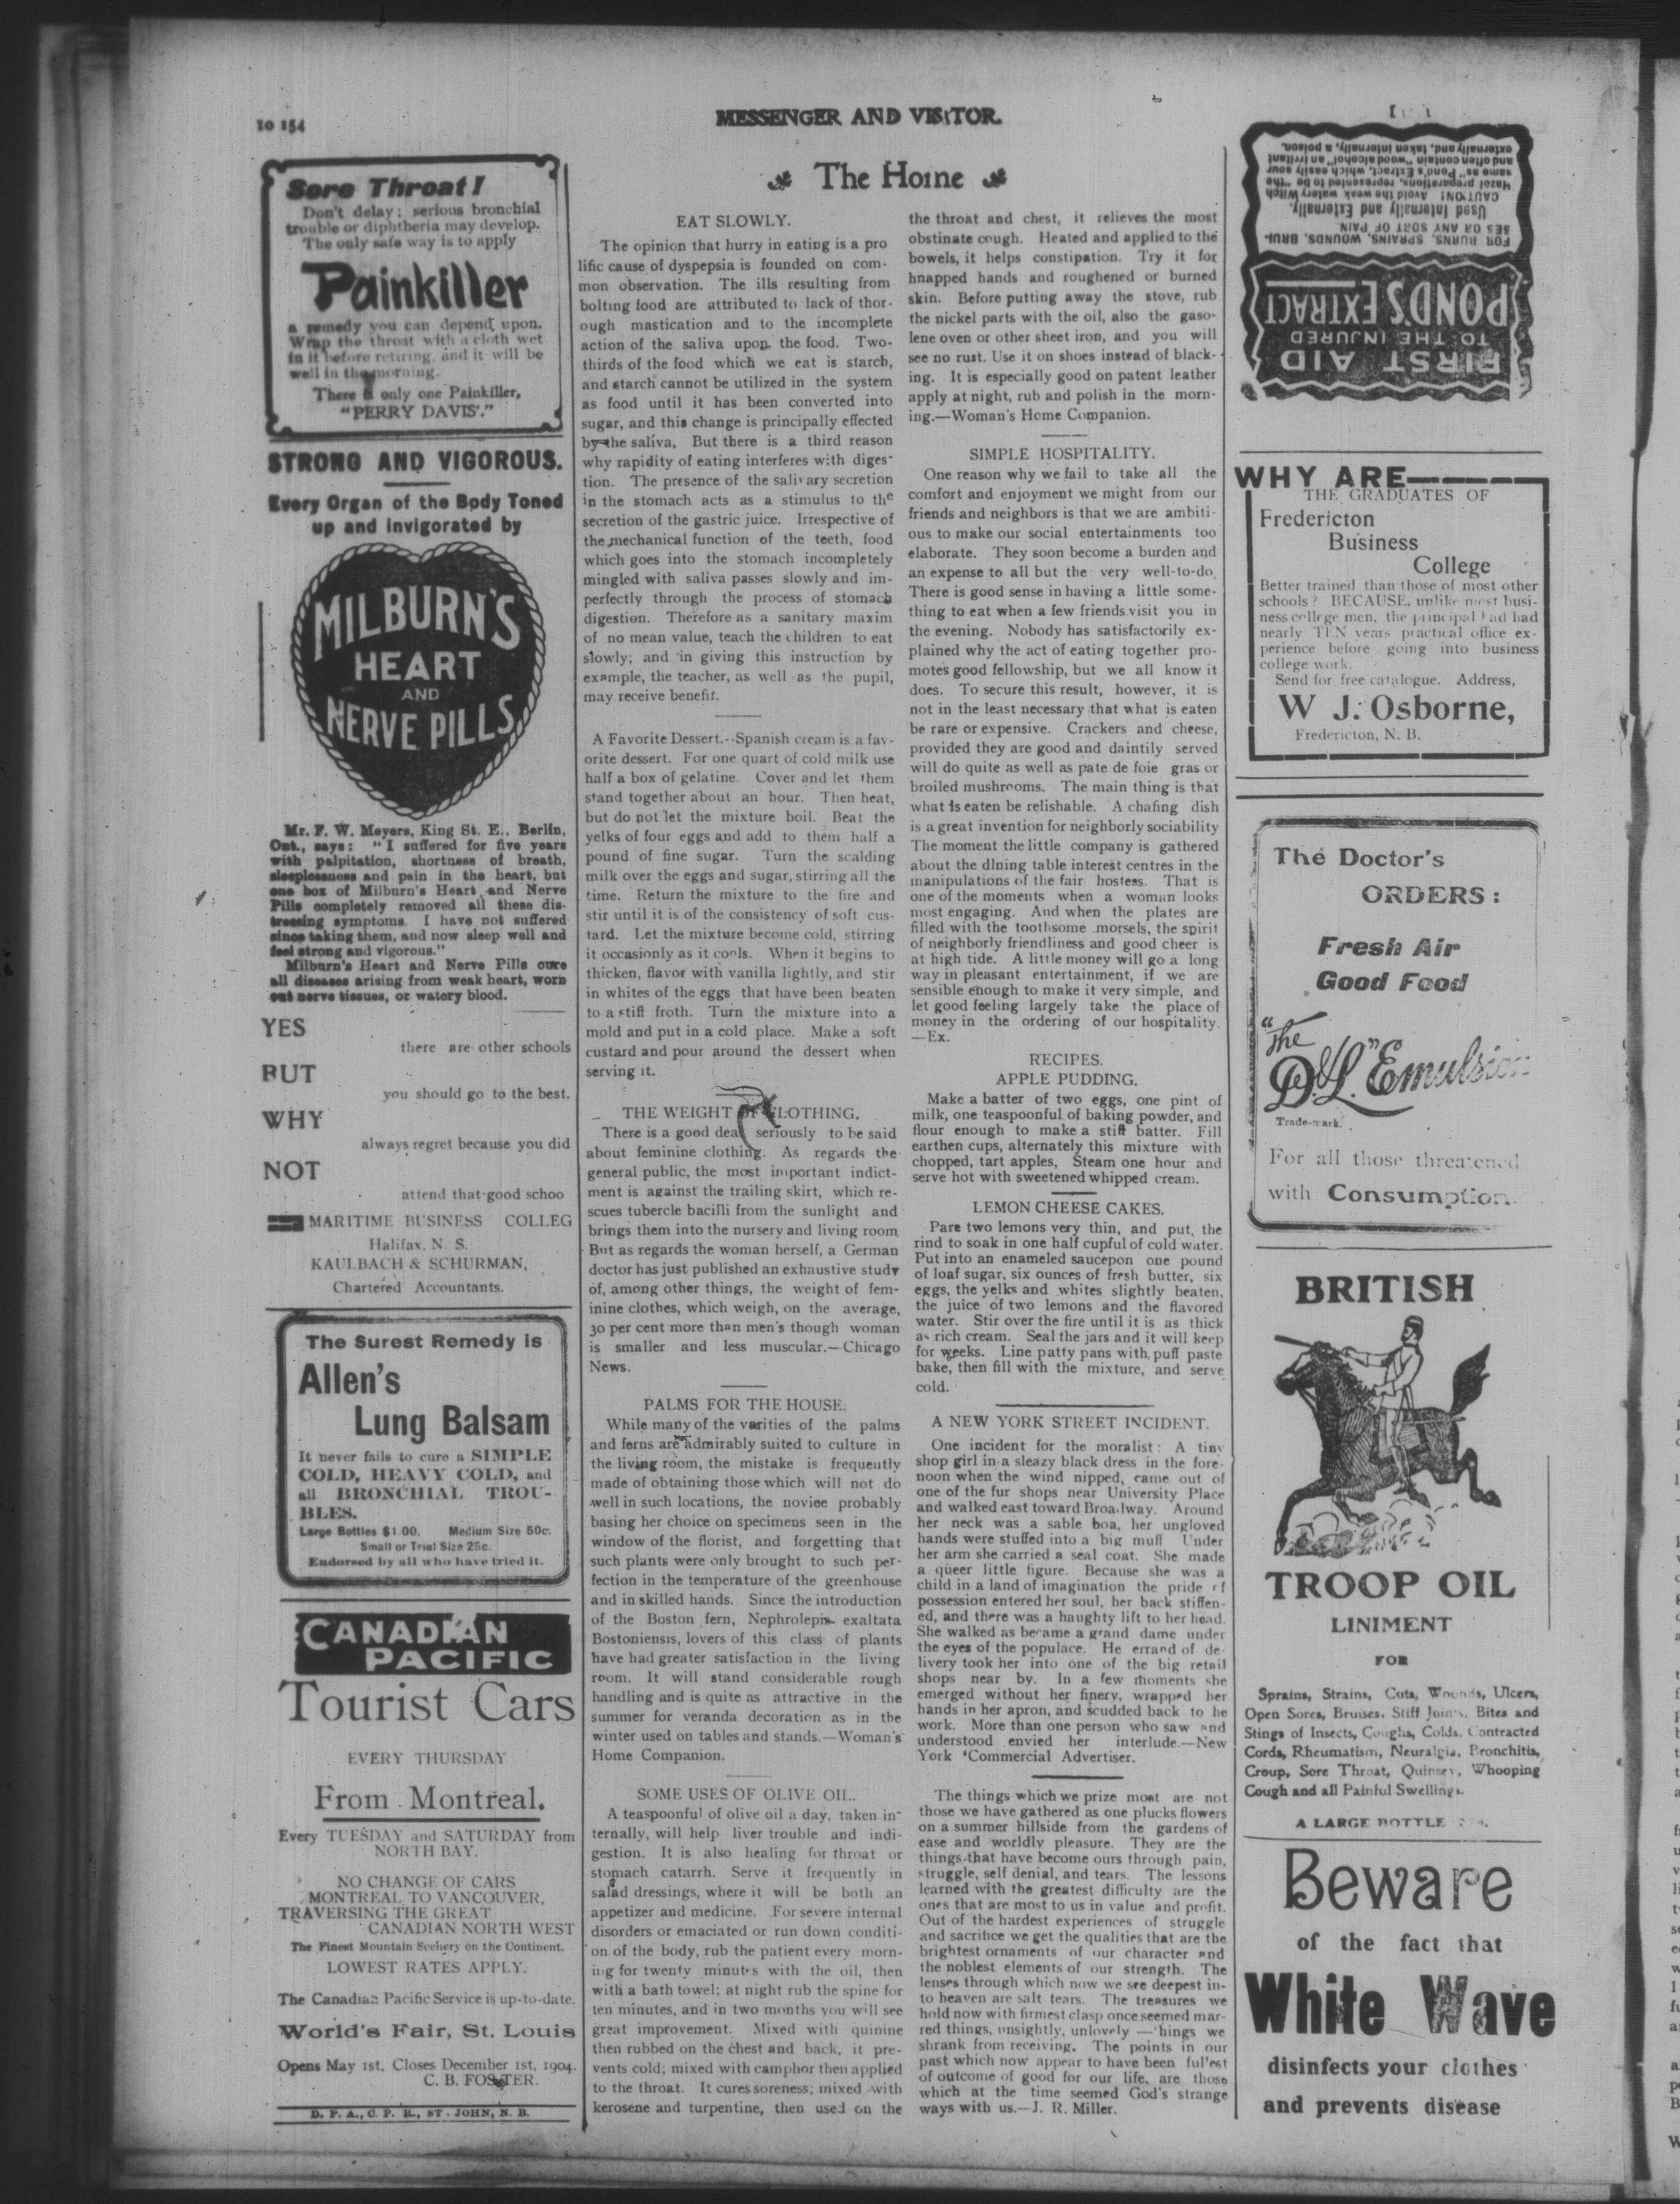 10 154
MESSENGER AND VISITOR.
Sore Throat!
Don't delay; serious bronchial
trouble or diphtheria may develop.
The only safe way is to apply
Painkiller
a remedy you can depend upon.
Wrap the throat with a cloth wet
in it before retiring, and it will be
well in the morning.
There is only one Painkiller,
"PERRY DAVIS'."
STRONG AND VIGOROUS.
Every Organ of the Body Toned
up and invigorated by
MILBURN'S
HEART
AND
NERVE PILLS
Mr. F. W. Meyers, King St. E., Berlin,
Ont., says: "I suffered for five years
with palpitation, shortness of breath,
sleeplessness and pain in the heart, but
one box of Milburn's Heart and Nerve
Pills completely removed all these dis-
tressing symptoms. I have not suffered
since taking them, and now sleep well and
feel strong and vigorous."
Milburn's Heart and Nerve Pills cure
all diseases arising from weak heart, worn
out nerve tissues, or watery blood.
YES
there are other schools
BUT
you should go to the best.
WHY
always regret because you did
NOT
attend that good schoo
MARITIME BUSINESS COLLEG
Halifax, N. S.
KAULBACH & SCHURMAN,
Chartered Accountants.
The Surest Remedy is
Allen's
Lung Balsam
It never fails to cure a SIMPLE
COLD, HEAVY COLD, and
all BRONCHIAL TROU-
BLES.
Large Bottles $1.00. Medium Size 50c.
Small or Trial Size 25c.
Endorsed by all who have tried it.
CANADIAN
PACIFIC
Tourist Cars
EVERY THURSDAY
From Montreal.
Every TUESDAY and SATURDAY from
NORTH BAY.
NO CHANGE OF CARS
MONTREAL TO VANCOUVER,
TRAVERSING THE GREAT
CANADIAN NORTH WEST
The Finest Mountain Scenery on the Continent.
LOWEST RATES APPLY.
The Canadian Pacific Service is up-to-date.
World's Fair, St. Louis
Opens May 1st, Closes December 1st, 1904.
C. B. FOSTER.
D. P. A., C. P. R., ST. JOHN, N. B.
The Home
EAT SLOWLY.
The opinion that hurry in eating is a pro
lific cause of dyspepsia is founded on com-
mon observation. The ills resulting from
bolting food are attributed to lack of thor-
ough mastication and to the incomplete
action of the saliva upon the food. Two-
thirds of the food which we eat is starch,
and starch cannot be utilized in the system
as food until it has been converted into
sugar, and this change is principally effected
by the saliva, But there is a third reason
why rapidity of eating interferes with diges-
tion. The presence of the salivary secretion
in the stomach acts as a stimulus to the
secretion of the gastric juice. Irrespective of
the mechanical function of the teeth, food
which goes into the stomach incompletely
mingled with saliva passes slowly and im-
perfectly through the process of stomach
digestion. Therefore as a sanitary maxim
of no mean value, teach the children to eat
slowly; and in giving this instruction by
example, the teacher, as well as the pupil,
may receive benefit.
A Favorite Dessert.--Spanish cream is a fav-
orite dessert. For one quart of cold milk use
half a box of gelatine. Cover and let them
stand together about an hour. Then heat,
but do not let the mixture boil. Beat the
yelks of four eggs and add to them half a
pound of fine sugar. Turn the scalding
milk over the eggs and sugar, stirring all the
time. Return the mixture to the fire and
stir until it is of the consistency of soft cus-
tard. Let the mixture become cold, stirring
it occasionly as it cools. When it begins to
thicken, flavor with vanilla lightly, and stir
in whites of the eggs that have been beaten
to a stiff froth. Turn the mixture into a
mold and put in a cold place. Make a soft
custard and pour around the dessert when
serving it.
THE WEIGHT OF CLOTHING.
There is a good deal seriously to be said
about feminine clothing. As regards the
general public, the most important indict-
ment is against the trailing skirt, which re-
scues tubercle bacilli from the sunlight and
brings them into the nursery and living room
But as regards the woman herself, a German
doctor has just published an exhaustive study
of, among other things, the weight of fem-
inine clothes, which weigh, on the average,
30 per cent more than men's though woman
is smaller and less muscular.—Chicago
News.
PALMS FOR THE HOUSE.
While many of the varities of the palms
and ferns are admirably suited to culture in
the living room, the mistake is frequently
made of obtaining those which will not do
well in such locations, the noviee probably
basing her choice on specimens seen in the
window of the florist, and forgetting that
such plants were only brought to such per-
fection in the temperature of the greenhouse
and in skilled hands. Since the introduction
of the Boston fern, Nephrolepis exaltata
Bostoniensis, lovers of this class of plants
have had greater satisfaction in the living
room. It will stand considerable rough
handling and is quite as attractive in the
summer for veranda decoration as in the
winter used on tables and stands.—Woman's
Home Companion.
SOME USES OF OLIVE OIL.
A teaspoonful of olive oil a day, taken in-
ternally, will help liver trouble and indi-
gestion. It is also healing for throat or
stomach catarrh. Serve it frequently in
salad dressings, where it will be both an
appetizer and medicine. For severe internal
disorders or emaciated or run down conditi-
on of the body, rub the patient every morn-
ing for twenty minutes with the oil, then
with a bath towel; at night rub the spine for
ten minutes, and in two months you will see
great improvement. Mixed with quinine
then rubbed on the chest and back, it pre-
vents cold; mixed with camphor then applied
to the throat. It cures soreness; mixed with
kerosene and turpentine, then used on the
the throat and chest, it relieves the most
obstinate cough. Heated and applied to the
bowels, it helps constipation. Try it for
hnapped hands and roughened or burned
skin. Before putting away the stove, rub
the nickel parts with the oil, also the gaso-
lene oven or other sheet iron, and you will
see no rust. Use it on shoes instead of black-
ing. It is especially good on patent leather
apply at night, rub and polish in the morn-
ing.—Woman's Home Companion.
SIMPLE HOSPITALITY.
One reason why we fail to take all the
comfort and enjoyment we might from our
friends and neighbors is that we are ambiti-
ous to make our social entertainments too
elaborate. They soon become a burden and
an expense to all but the very well-to-do.
There is good sense in having a little some-
thing to eat when a few friends visit you in
the evening. Nobody has satisfactorily ex-
plained why the act of eating together pro-
motes good fellowship, but we all know it
does. To secure this result, however, it is
not in the least necessary that what is eaten
be rare or expensive. Crackers and cheese,
provided they are good and daintily served
will do quite as well as pate de foie gras or
broiled mushrooms. The main thing is that
what is eaten be relishable. A chafing dish
is a great invention for neighborly sociability
The moment the little company is gathered
about the dining table interest centres in the
manipulations of the fair hostess. That is
one of the moments when a woman looks
most engaging. And when the plates are
filled with the toothsome morsels, the spirit
of neighborly friendliness and good cheer is
at high tide. A little money will go a long
way in pleasant entertainment, if we are
sensible enough to make it very simple, and
let good feeling largely take the place of
money in the ordering of our hospitality.
—Ex.
RECIPES.
APPLE PUDDING.
Make a batter of two eggs, one pint of
milk, one teaspoonful of baking powder, and
flour enough to make a stiff batter. Fill
earthen cups, alternately this mixture with
chopped, tart apples, Steam one hour and
serve hot with sweetened whipped cream.
LEMON CHEESE CAKES.
Pare two lemons very thin, and put, the
rind to soak in one half cupful of cold water.
Put into an enameled saucepon one pound
of loaf sugar, six ounces of fresh butter, six
eggs, the yelks and whites slightly beaten,
the juice of two lemons and the flavored
water. Stir over the fire until it is as thick
as rich cream. Seal the jars and it will keep
for weeks. Line patty pans with puff paste
bake, then fill with the mixture, and serve
cold.
A NEW YORK STREET INCIDENT.
One incident for the moralist: A tiny
shop girl in a sleazy black dress in the fore-
noon when the wind nipped, came out of
one of the fur shops near University Place
and walked east toward Broadway. Around
her neck was a sable boa, her ungloved
hands were stuffed into a big muff Under
her arm she carried a seal coat. She made
a queer little figure. Because she was a
child in a land of imagination the pride of
possession entered her soul, her back stiffen-
ed, and there was a haughty lift to her head.
She walked as became a grand dame under
the eyes of the populace. He errand of de-
livery took her into one of the big retail
shops near by. In a few moments she
emerged without her finery, wrapped her
hands in her apron, and scudded back to he
work. More than one person who saw and
understood envied her interlude.—New
York Commercial Advertiser.
The things which we prize most are not
those we have gathered as one plucks flowers
on a summer hillside from the gardens of
ease and worldly pleasure. They are the
things that have become ours through pain,
struggle, self denial, and tears. The lessons
learned with the greatest difficulty are the
ones that are most to us in value and profit.
Out of the hardest experiences of struggle
and sacrifice we get the qualities that are the
brightest ornaments of our character and
the noblest elements of our strength. The
lenses through which now we see deepest in-
to heaven are salt tears. The treasures we
hold now with firmest clasp once seemed mar-
red things, unsightly, unlovely —things we
shrank from receiving. The points in our
past which now appear to have been fullest
of outcome of good for our life, are those
which at the time seemed God's strange
ways with us.—J. R. Miller.
FIRST AID
TO THE INJURED
POND'S EXTRACT
FOR BURNS, SPRAINS, WOUNDS, BRUI-
SES OR ANY SORT OF PAIN.
Used Internally and Externally.
CAUTION! Avoid the weak watery Witch
Hazel preparations, represented to be "the
same as" Pond's Extract, which easily sour
and often contain "wood alcohol" an irritant
externally and, taken internally, a poison.
WHY ARE
THE GRADUATES OF
Fredericton
Business
College
Better trained than those of most other
schools? BECAUSE, unlike most busi-
ness college men, the principal had had
nearly TEN years practical office ex-
perience before going into business
college work.
Send for free catalogue. Address,
W J. Osborne,
Fredericton, N. B.
The Doctor's
ORDERS:
Fresh Air
Good Food
"The
D.&L." Emulsion
Trade-mark.
For all those threatened
with Consumption.
BRITISH
TROOP OIL
LINIMENT
FOR
Sprains, Strains, Cuts, Wounds, Ulcers,
Open Sores, Bruises, Stiff Joints, Bites and
Stings of Insects, Coughs, Colds, Contracted
Cords, Rheumatism, Neuralgia, Bronchitis,
Croup, Sore Throat, Quinsey, Whooping
Cough and all Painful Swellings.
A LARGE BOTTLE
Beware
of the fact that
White Wave
disinfects your clothes
and prevents disease